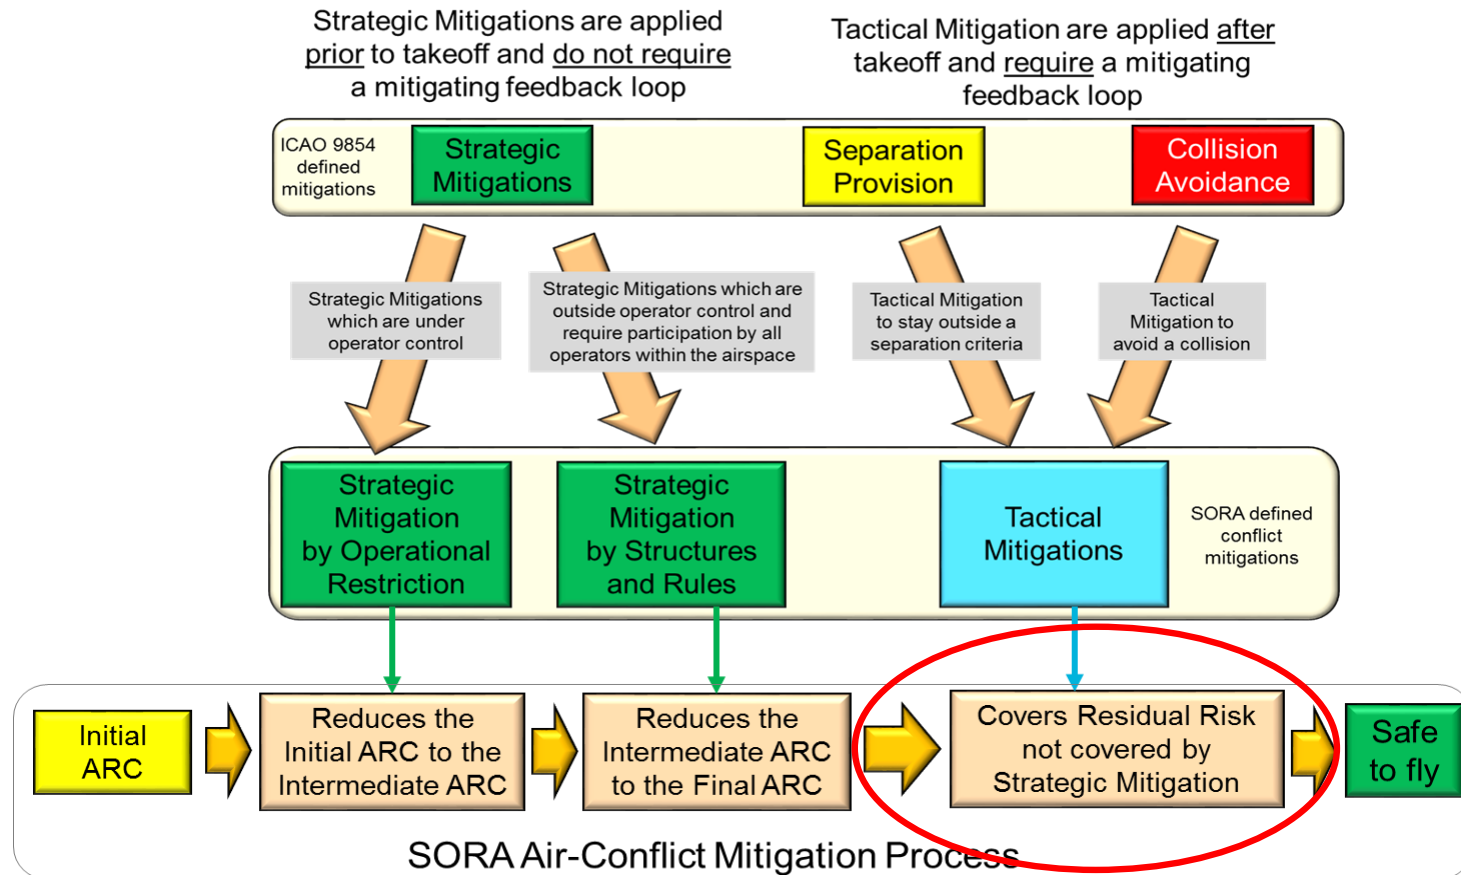 Strategic Mitigations are applied
prior to takeoff and do not require
a mitigating feedback loop
Tactical Mitigation are applied after
takeoff and require a mitigating
feedback loop
ICAO 9854
defined
mitigations
Strategic
Mitigations
Separation
Provision
Collision
Avoidance
Strategic Mitigations
which are under
operator control
Strategic Mitigations which are
outside operator control and
require participation by all
operators within the airspace
Tactical Mitigation
to stay outside a
separation criteria
Tactical
Mitigation to
avoid a collision
Strategic
Mitigation
by Operational
Restriction
Strategic
Mitigation
by Structures
and Rules
Tactical
Mitigations
SORA defined
conflict
mitigations
Initial
ARC
Reduces the
Initial ARC to the
Intermediate ARC
Reduces the
Intermediate ARC
to the Final ARC
Covers Residual Risk
not covered by
Strategic Mitigation
Safe
to fly
SORA Air-Conflict Mitigation Process